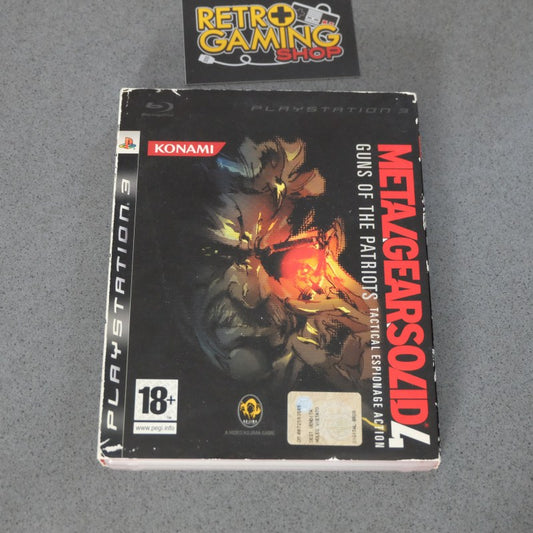 RETRO
GAMING
SHOP
PLAYSTATION 3
KONAMI
METAL GEAR SOLID 4
GUNS OF THE PATRIOTS
TACTICAL ESPIONAGE ACTION
PLAYSTATION 3
18+
www.pegi.info
KOJIMA
A HIDEO KOJIMA GAME